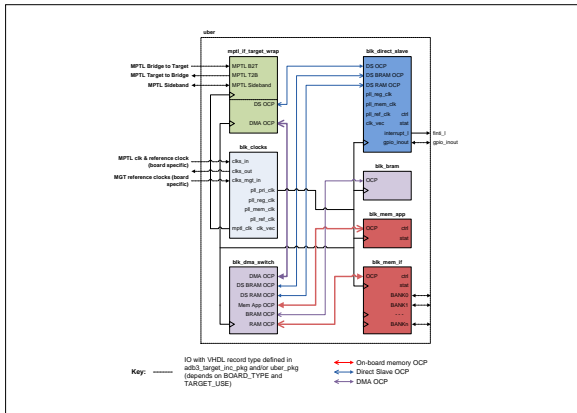 uber
mptl_if_target_wrap
MPTL Bridge to Target
MPTL B2T
MPTL Target to Bridge
MPTL T2B
MPTL Sideband
MPTL Sideband
DS OCP
DMA OCP
blk_direct_slave
DS OCP
DS BRAM OCP
DS RAM OCP
pll_reg_clk
pll_mem_clk
pll_ref_clk
ctrl
clk_vec
stat
interrupt_l
finti_l
gpio_inout
gpio_inout
blk_clocks
MPTL clk & reference clock
(board specific)
clks_in
clks_out
MGT reference clocks (board
specific)
clks_mgt_in
pll_pri_clk
pll_reg_clk
pll_mem_clk
pll_ref_clk
mptl_clk
clk_vec
blk_bram
OCP
blk_mem_app
OCP
ctrl
stat
blk_dma_switch
DMA OCP
DS BRAM OCP
DS RAM OCP
Mem App OCP
BRAM OCP
RAM OCP
blk_mem_if
OCP
ctrl
stat
BANK0
BANK1
- - -
BANKn
Key:
IO with VHDL record type defined in
adb3_target_inc_pkg and/or uber_pkg
(depends on BOARD_TYPE and
TARGET_USE)
On-board memory OCP
Direct Slave OCP
DMA OCP